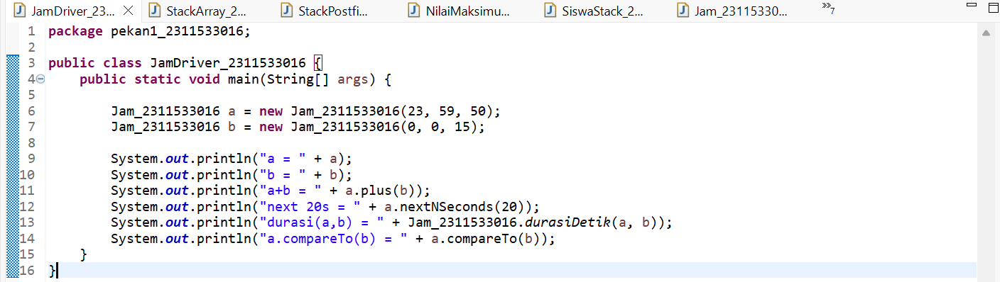 JamDriver_23... StackArray_2... StackPostfi... NilaiMaksimu... SiswaStack_2... Jam_23115330... »7
1 package pekan1_2311533016;
2
3 public class JamDriver_2311533016 {
4 public static void main(String[] args) {
5
6 Jam_2311533016 a = new Jam_2311533016(23, 59, 50);
7 Jam_2311533016 b = new Jam_2311533016(0, 0, 15);
8
9 System.out.println("a = " + a);
10 System.out.println("b = " + b);
11 System.out.println("a+b = " + a.plus(b));
12 System.out.println("next 20s = " + a.nextNSeconds(20));
13 System.out.println("durasi(a,b) = " + Jam_2311533016.durasiDetik(a, b));
14 System.out.println("a.compareTo(b) = " + a.compareTo(b));
15 }
16 }